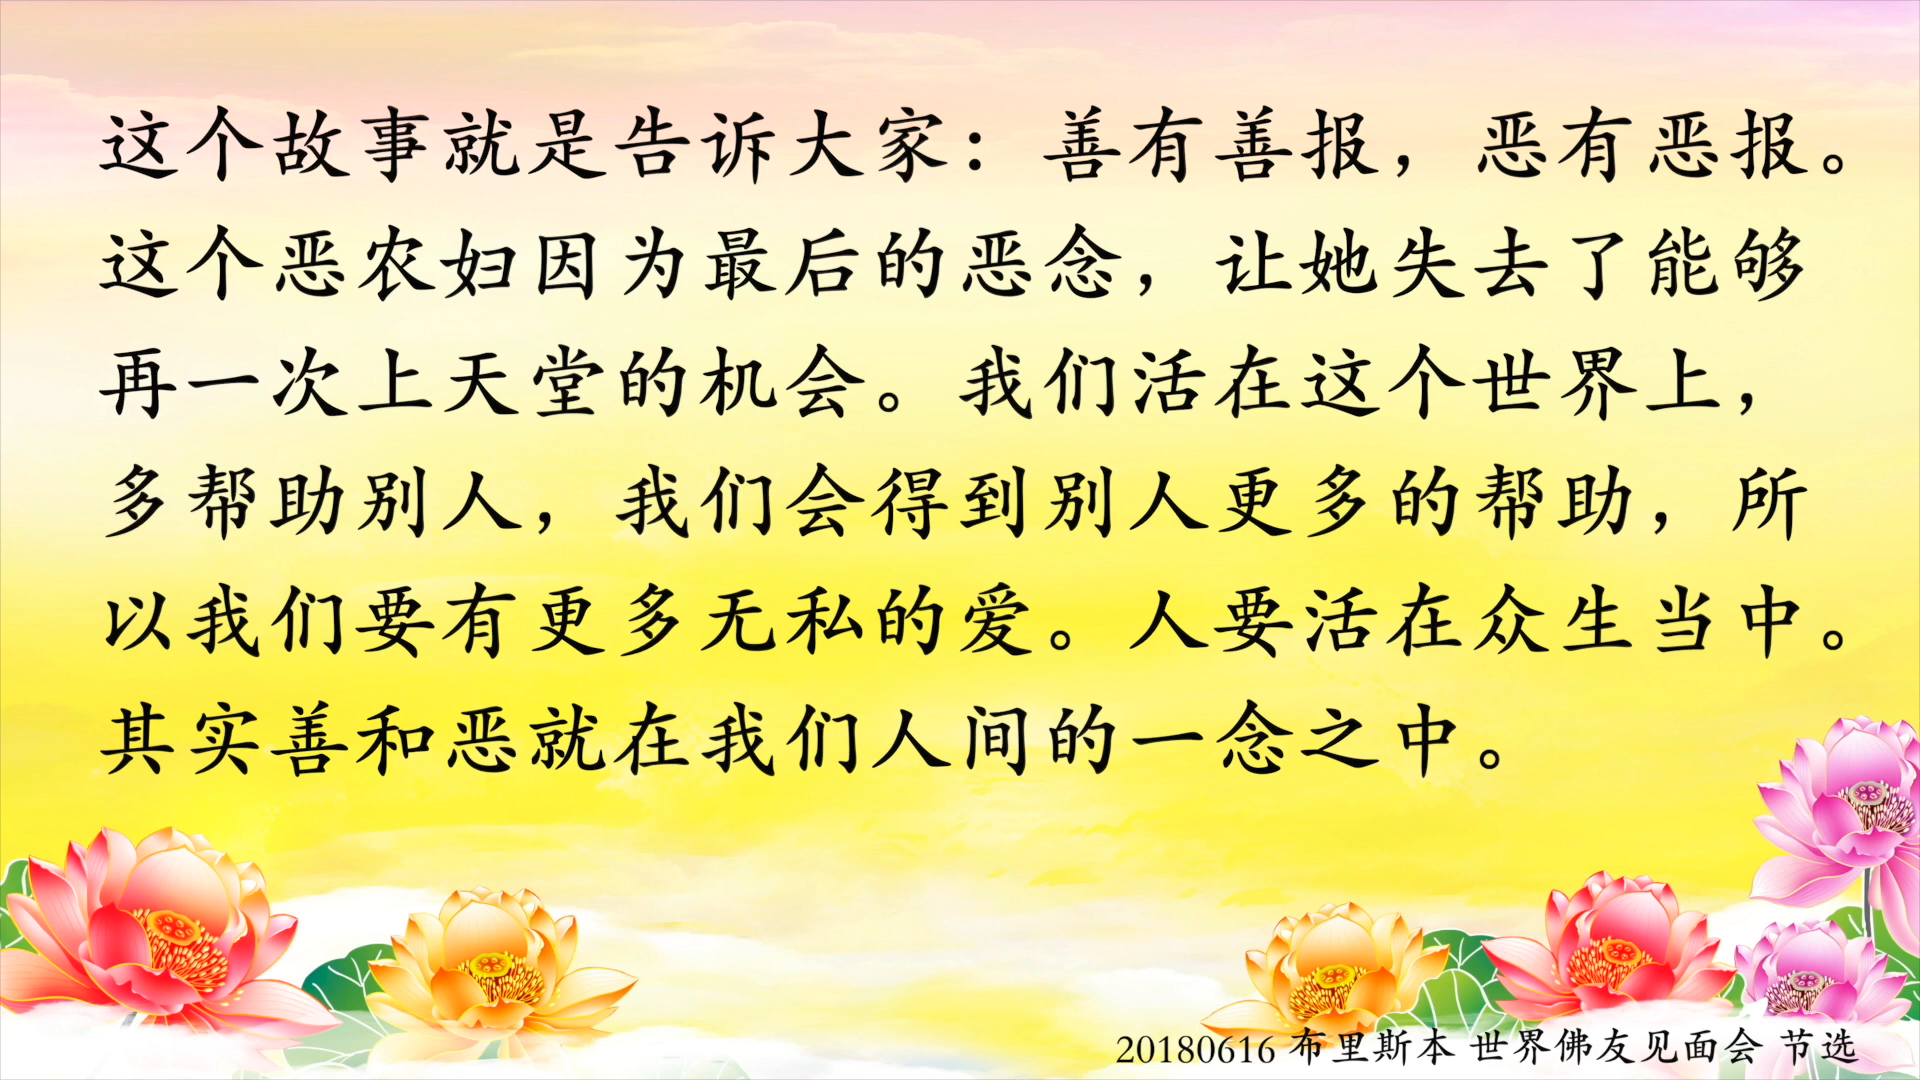 这个故事就是告诉大家：善有善报，恶有恶报。
这个恶农妇因为最后的恶念，让她失去了能够
再一次上天堂的机会。我们活在这个世界上，
多帮助别人，我们会得到别人更多的帮助，所
以我们要有更多无私的爱。人要活在众生当中。
其实善和恶就在我们人间的一念之中。
20180616 布里斯本 世界佛友见面会 节选